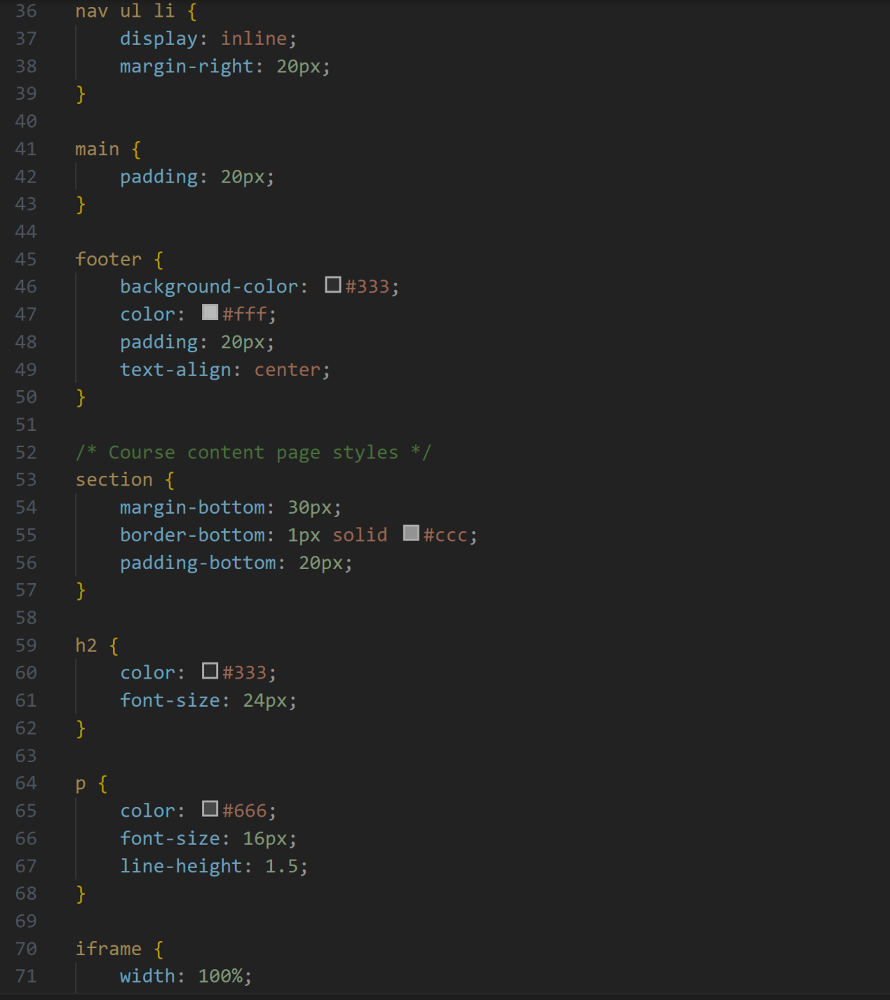 36 nav ul li {
37 display: inline;
38 margin-right: 20px;
39 }
40
41 main {
42 padding: 20px;
43 }
44
45 footer {
46 background-color: #333;
47 color: #fff;
48 padding: 20px;
49 text-align: center;
50 }
51
52 /* Course content page styles */
53 section {
54 margin-bottom: 30px;
55 border-bottom: 1px solid #ccc;
56 padding-bottom: 20px;
57 }
58
59 h2 {
60 color: #333;
61 font-size: 24px;
62 }
63
64 p {
65 color: #666;
66 font-size: 16px;
67 line-height: 1.5;
68 }
69
70 iframe {
71 width: 100%;